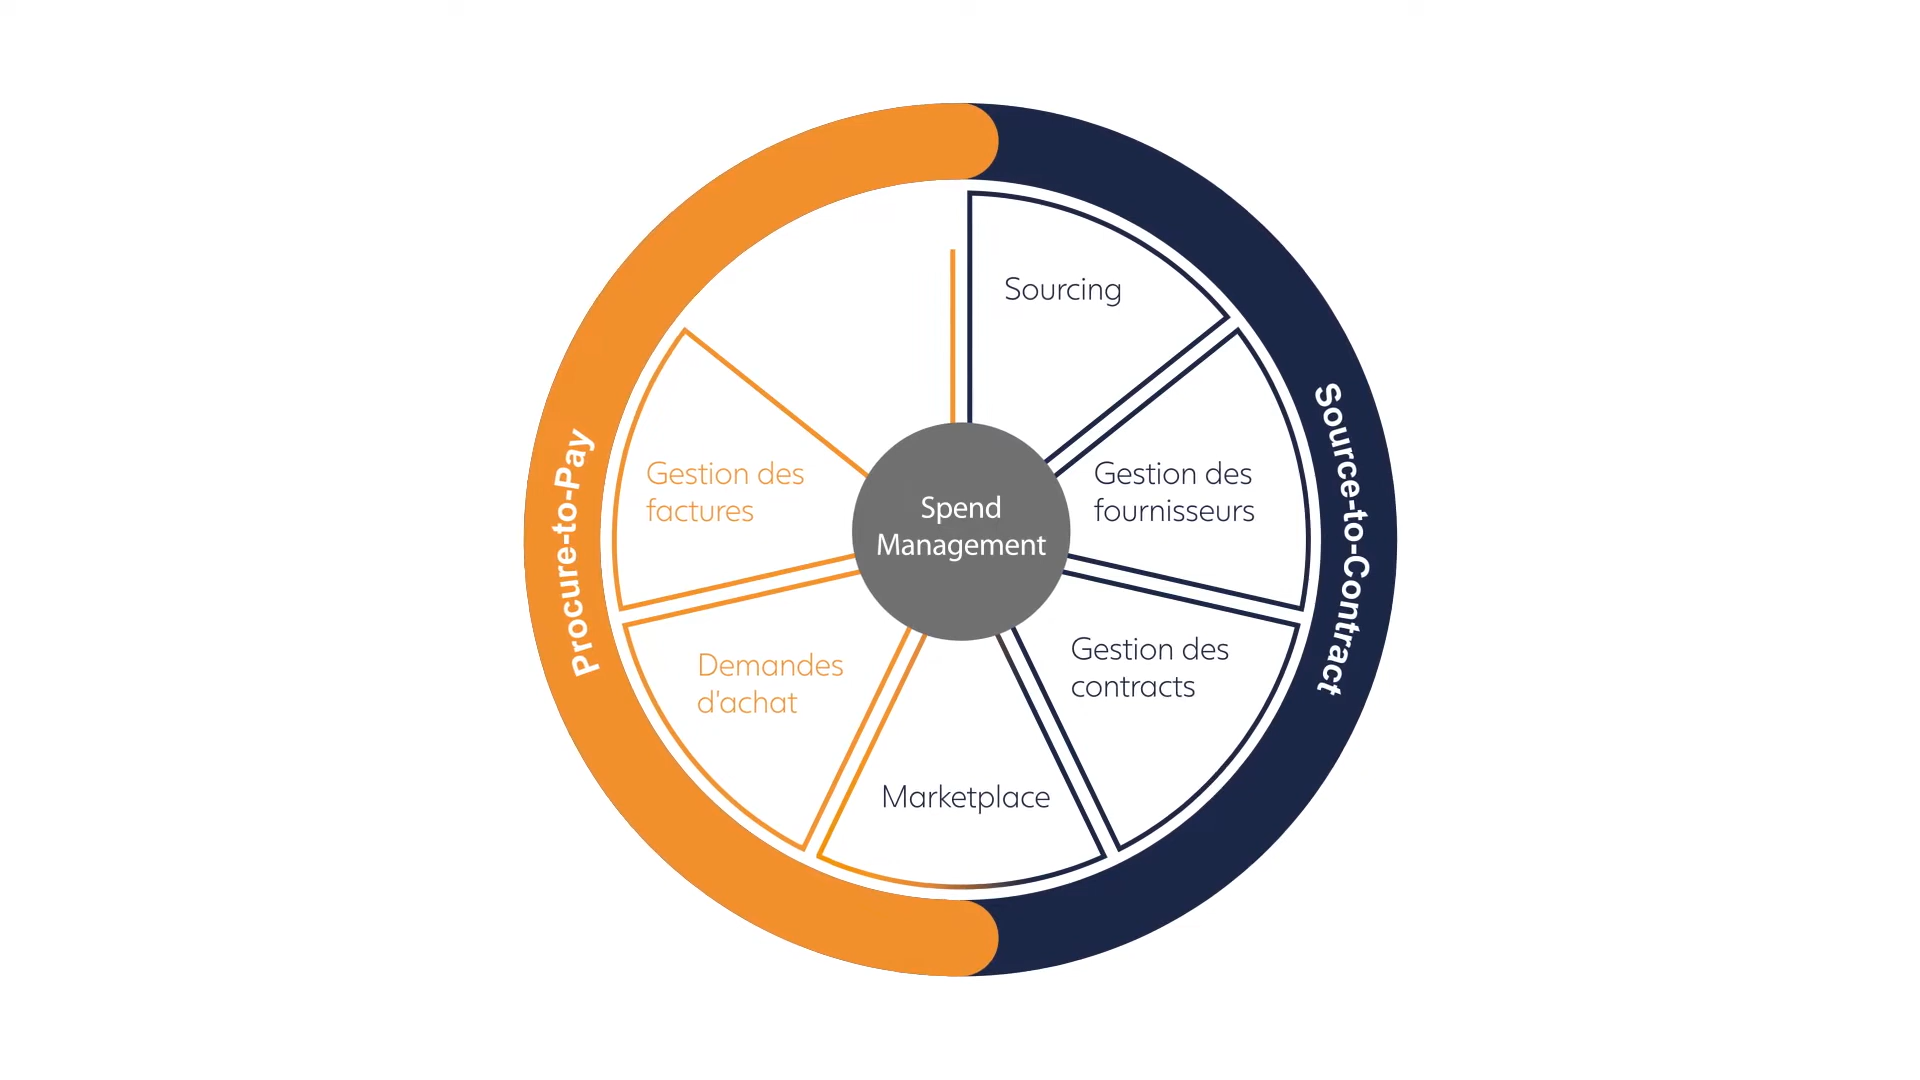 Sourcing
Gestion des
fournisseurs
Gestion des
contracts
Marketplace
Demandes
d'achat
Gestion des
factures
Spend
Management
Procure-to-Pay
Source-to-Contract